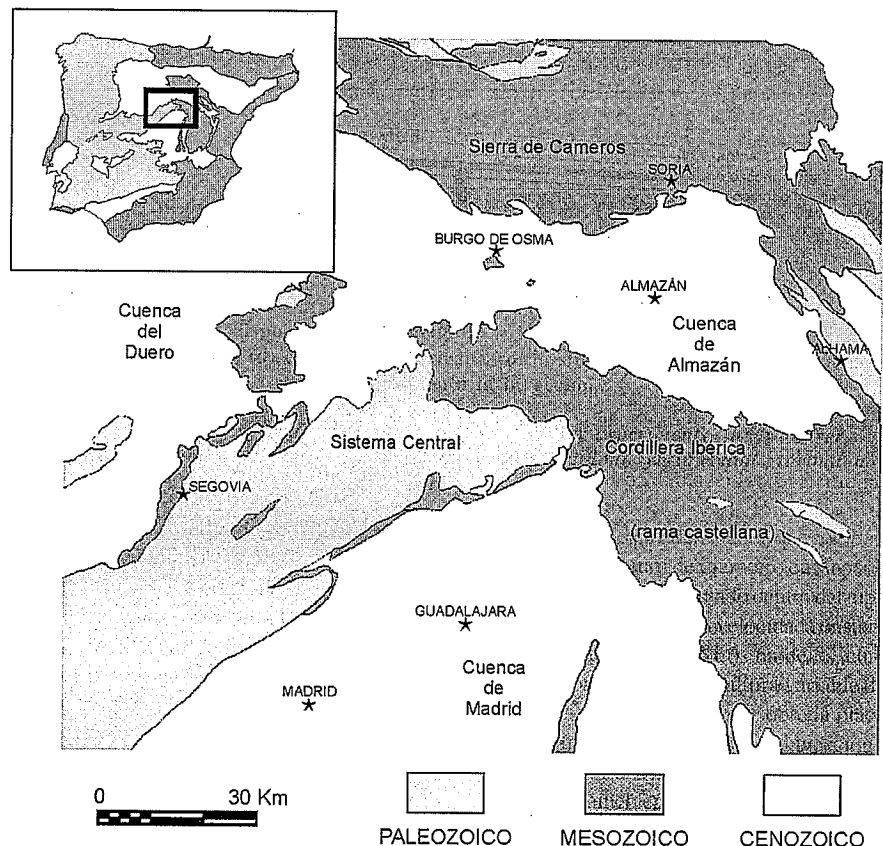 Sierra de Cameros
SORIA
BURGO DE OSMA
ALMAZÁN
Cuenca
del
Duero
Cuenca
de
Almazán
ALHAMA
Sistema Central
Cordillera Ibérica
SEGOVIA
(rama castellana)
GUADALAJARA
Cuenca
de
Madrid
MADRID
0 30 Km
PALEOZOICO MESOZOICO CENOZOICO